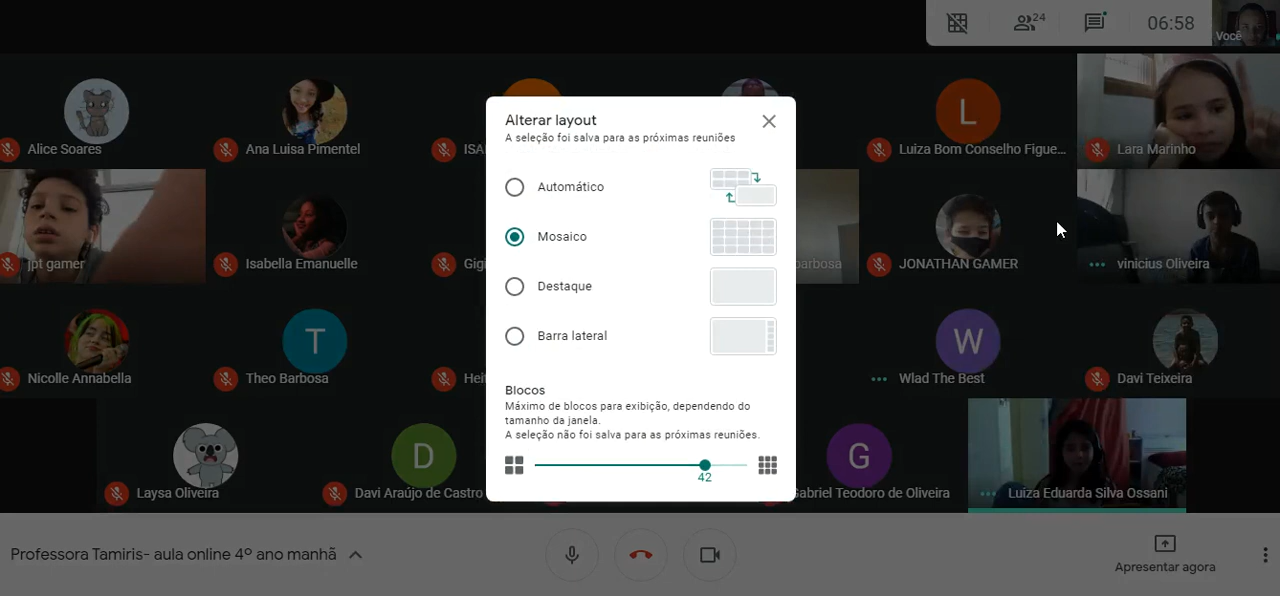 24
06:58
Você
Alterar layout
A seleção foi salva para as próximas reuniões
Automático
Mosaico
Destaque
Barra lateral
Blocos
Máximo de blocos para exibição, dependendo do
tamanho da janela.
A seleção não foi salva para as próximas reuniões.
42
Alice Soares
Ana Luisa Pimentel
ISA
L
Luiza Bom Conselho Figue...
Lara Marinho
jpt gamer
Isabella Emanuelle
Gigi
barbosa
JONATHAN GAMER
vinicius Oliveira
Nicolle Annabella
T
Theo Barbosa
Heit
W
Wlad The Best
Davi Teixeira
Laysa Oliveira
D
Davi Araújo de Castro
G
Gabriel Teodoro de Oliveira
Luíza Eduarda Silva Ossani
Professora Tamiris- aula online 4º ano manhã
Apresentar agora